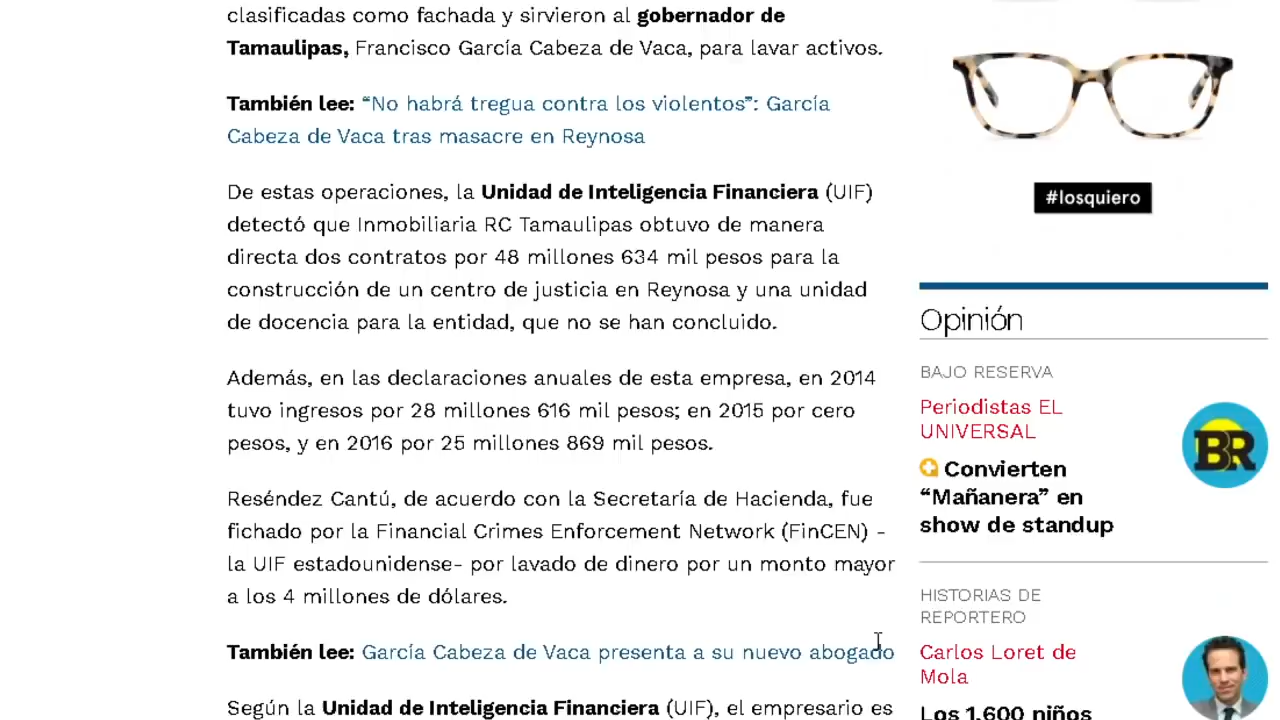 clasificadas como fachada y sirvieron al gobernador de
Tamaulipas, Francisco García Cabeza de Vaca, para lavar activos.
También lee: “No habrá tregua contra los violentos”: García
Cabeza de Vaca tras masacre en Reynosa
De estas operaciones, la Unidad de Inteligencia Financiera (UIF)
detectó que Inmobiliaria RC Tamaulipas obtuvo de manera
directa dos contratos por 48 millones 634 mil pesos para la
construcción de un centro de justicia en Reynosa y una unidad
de docencia para la entidad, que no se han concluido.
Además, en las declaraciones anuales de esta empresa, en 2014
tuvo ingresos por 28 millones 616 mil pesos; en 2015 por cero
pesos, y en 2016 por 25 millones 869 mil pesos.
Reséndez Cantú, de acuerdo con la Secretaría de Hacienda, fue
fichado por la Financial Crimes Enforcement Network (FinCEN) -
la UIF estadounidense- por lavado de dinero por un monto mayor
a los 4 millones de dólares.
También lee: García Cabeza de Vaca presenta a su nuevo abogado
Según la Unidad de Inteligencia Financiera (UIF), el empresario es
#losquiero
Opinión
BAJO RESERVA
Periodistas EL
UNIVERSAL
BR
Convierten
“Mañanera” en
show de standup
HISTORIAS DE
REPORTERO
Carlos Loret de
Mola
Los 1,600 niños